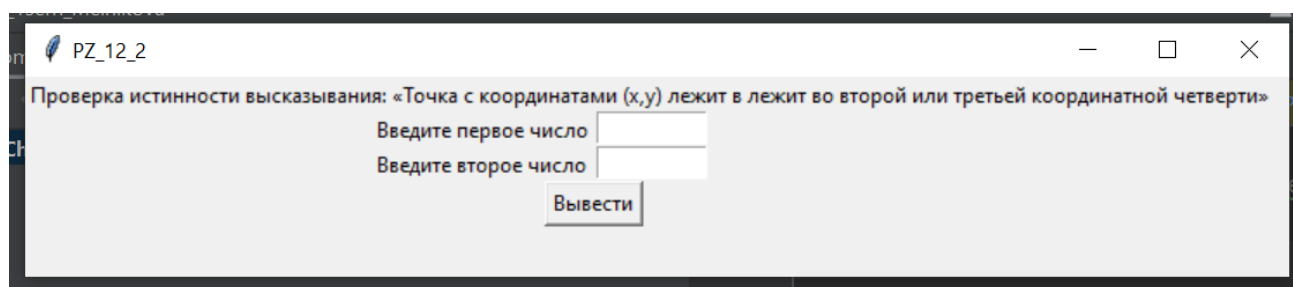 PZ_12_2
Проверка истинности высказывания: «Точка с координатами (x,y) лежит в лежит во второй или третьей координатной четверти»
Введите первое число
Введите второе число
Вывести